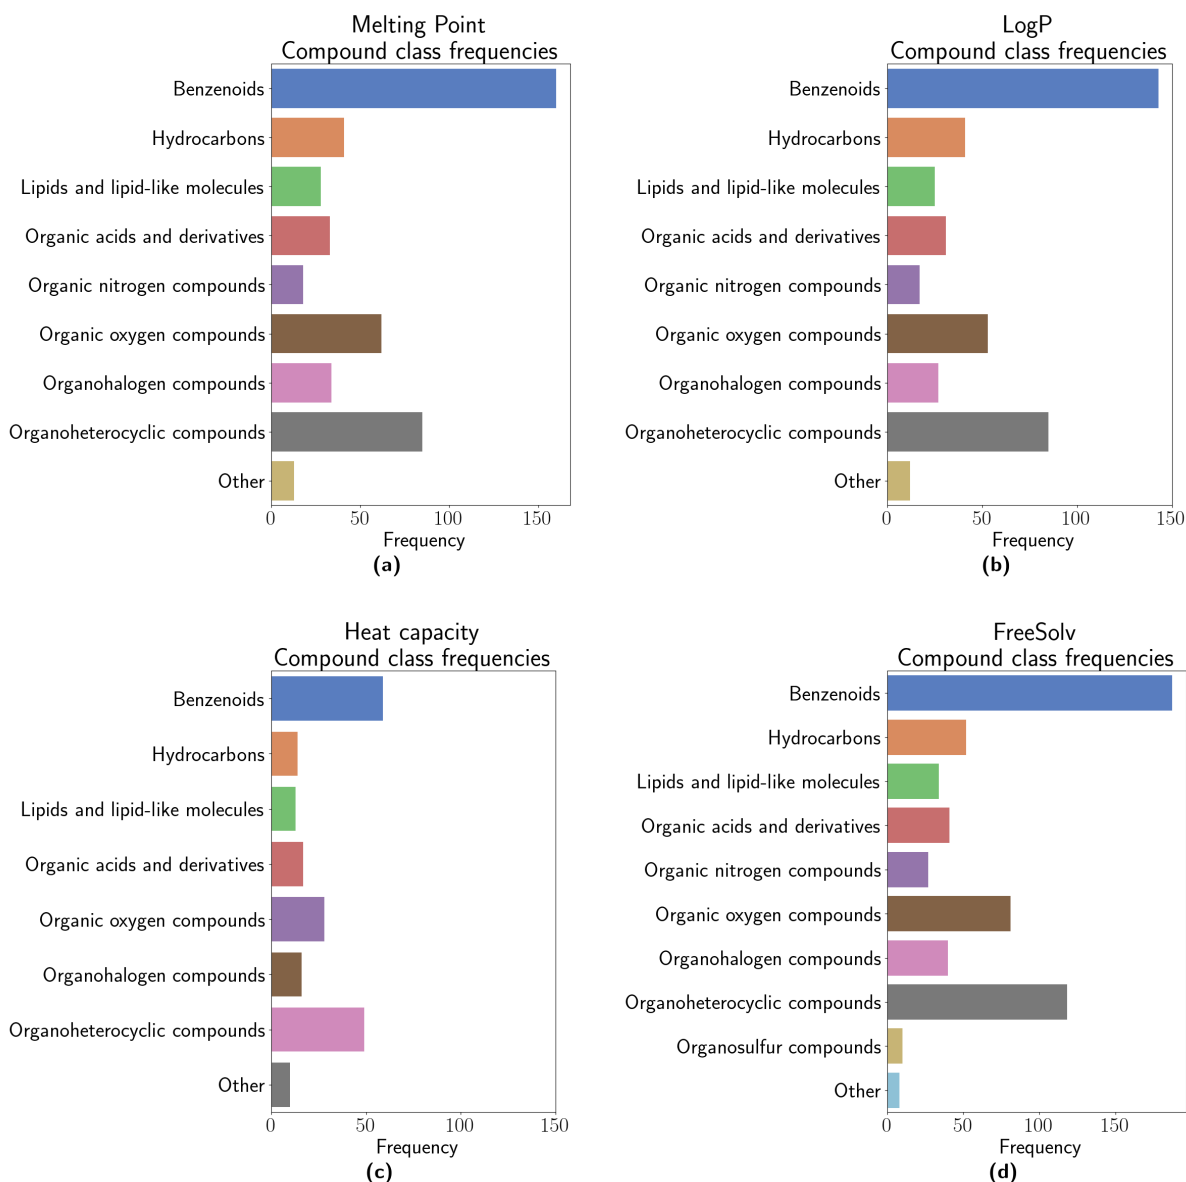 Melting Point
Compound class frequencies
Benzenoids
Hydrocarbons
Lipids and lipid-like molecules
Organic acids and derivatives
Organic nitrogen compounds
Organic oxygen compounds
Organohalogen compounds
Organoheterocyclic compounds
Other
0 50 100 150
Frequency
(a)
LogP
Compound class frequencies
Benzenoids
Hydrocarbons
Lipids and lipid-like molecules
Organic acids and derivatives
Organic nitrogen compounds
Organic oxygen compounds
Organohalogen compounds
Organoheterocyclic compounds
Other
0 50 100 150
Frequency
(b)
Heat capacity
Compound class frequencies
Benzenoids
Hydrocarbons
Lipids and lipid-like molecules
Organic acids and derivatives
Organic oxygen compounds
Organohalogen compounds
Organoheterocyclic compounds
Other
0 50 100 150
Frequency
(c)
FreeSolv
Compound class frequencies
Benzenoids
Hydrocarbons
Lipids and lipid-like molecules
Organic acids and derivatives
Organic nitrogen compounds
Organic oxygen compounds
Organohalogen compounds
Organoheterocyclic compounds
Organosulfur compounds
Other
0 50 100 150
Frequency
(d)